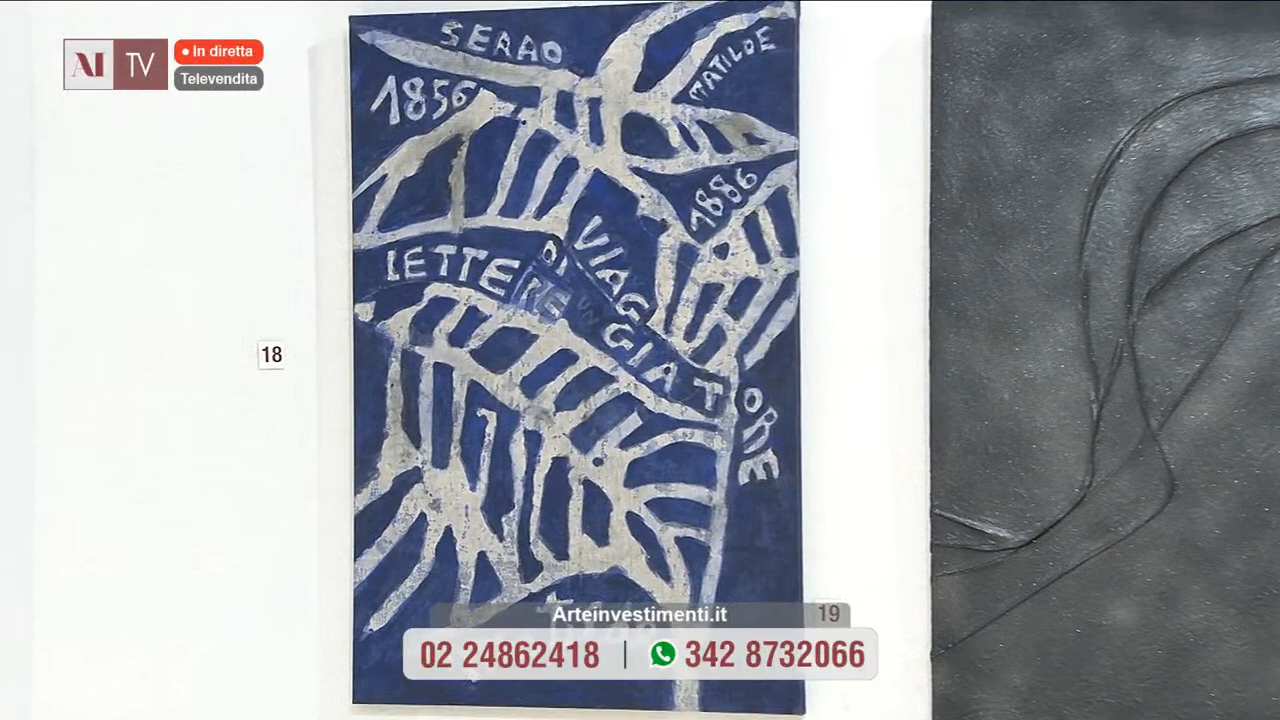 AI TV
In diretta
Televendita
SERAO
MATILDE
1856
1886
LETTERE
DI
UN
VIAGGIATORE
18
Arteinvestimenti.it
19
02 24862418 | 342 8732066